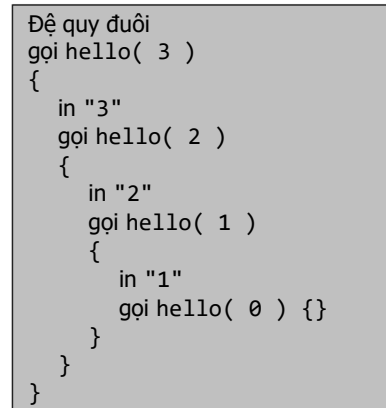 Đệ quy đuôi
gọi hello( 3 )
{
in "3"
gọi hello( 2 )
{
in "2"
gọi hello( 1 )
{
in "1"
gọi hello( 0 ) {}
}
}
}